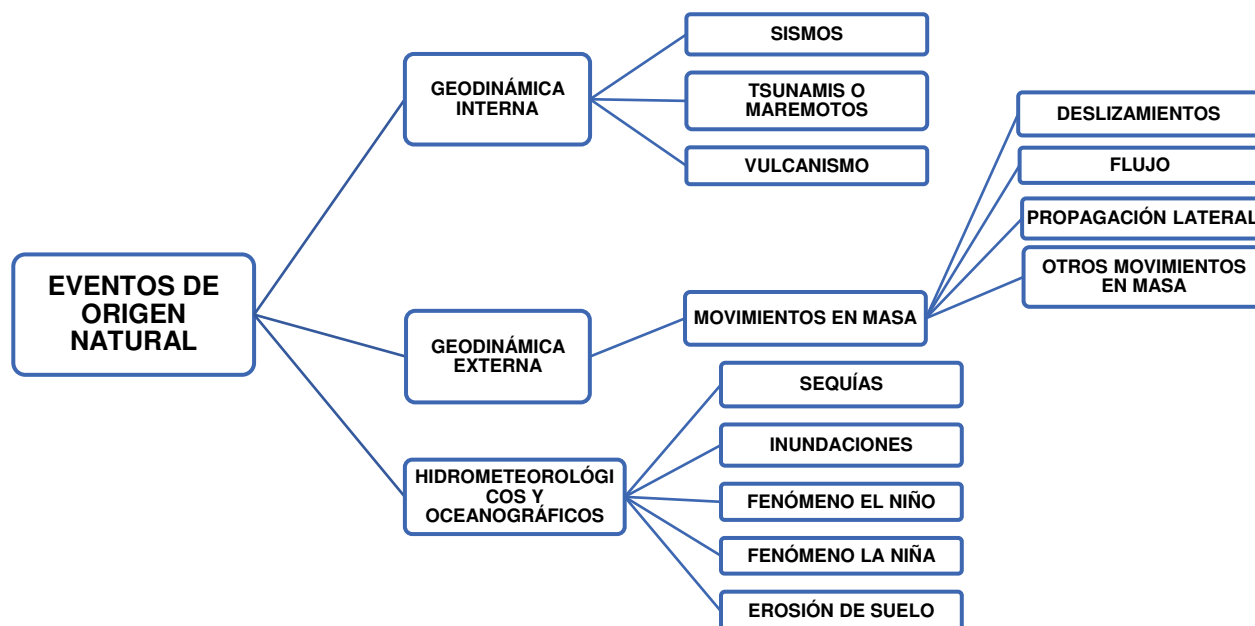 EVENTOS DE
ORIGEN
NATURAL
GEODINÁMICA
INTERNA
SISMOS
TSUNAMIS O
MAREMOTOS
VULCANISMO
GEODINÁMICA
EXTERNA
MOVIMIENTOS EN MASA
DESLIZAMIENTOS
FLUJO
PROPAGACIÓN LATERAL
OTROS MOVIMIENTOS
EN MASA
HIDROMETEOROLÓGI
COS Y
OCEANOGRÁFICOS
SEQUÍAS
INUNDACIONES
FENÓMENO EL NIÑO
FENÓMENO LA NIÑA
EROSIÓN DE SUELO